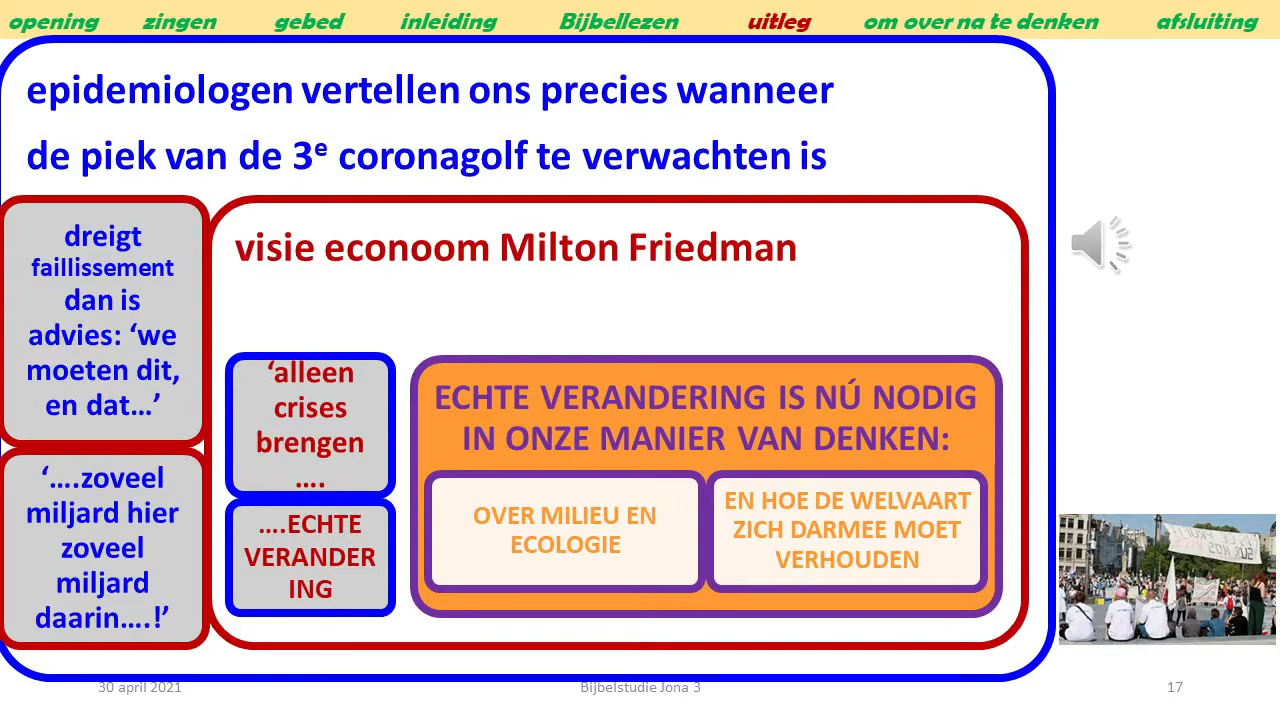 opening zingen gebed inleiding Bijbellezen uitleg om over na te denken afsluiting
epidemiologen vertellen ons precies wanneer
de piek van de 3e coronagolf te verwachten is
dreigt
faillissement
dan is
advies: ‘we
moeten dit,
en dat…’
‘….zoveel
miljard hier
zoveel
miljard
daarin….!’
visie econoom Milton Friedman
‘alleen
crises
brengen
….
….ECHTE
VERANDER
ING
ECHTE VERANDERING IS NÚ NODIG
IN ONZE MANIER VAN DENKEN:
OVER MILIEU EN
ECOLOGIE
EN HOE DE WELVAART
ZICH DARMEE MOET
VERHOUDEN
30 april 2021
Bijbelstudie Jona 3
17